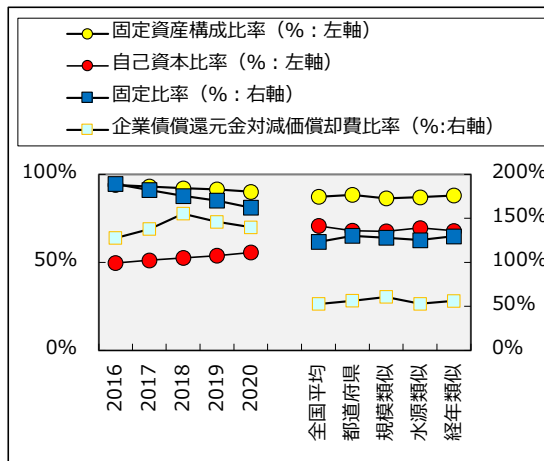 固定資産構成比率（%：左軸）
自己資本比率（%：左軸）
固定比率（%：右軸）
企業債償還元金対減価償却費比率（%:右軸）
100%
50%
0%
200%
150%
100%
50%
0%
2016
2017
2018
2019
2020
全国平均
都道府県
規模類似
水源類似
経年類似